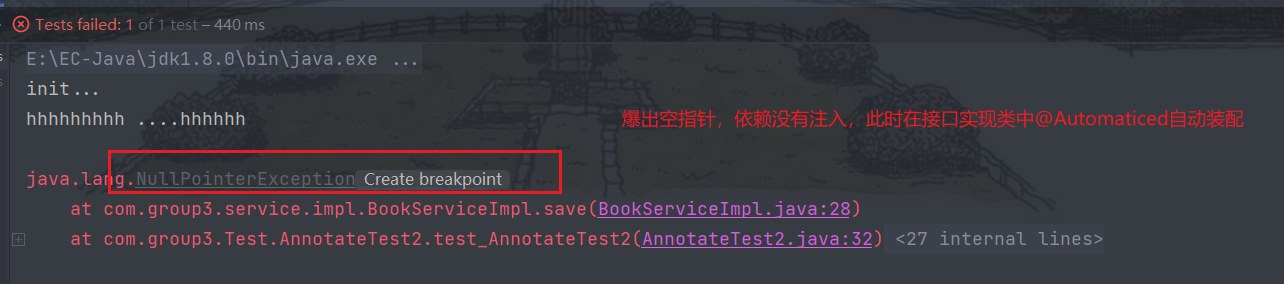 Tests failed: 1 of 1 test – 440 ms
E:\EC-Java\jdk1.8.0\bin\java.exe ...
init...
hhhhhhhhh ....hhhhhh
爆出空指针，依赖没有注入，此时在接口实现类中@Automaticed自动装配
java.lang.NullPointerException Create breakpoint
at com.group3.service.impl.BookServiceImpl.save(BookServiceImpl.java:28)
at com.group3.Test.AnnotateTest2.test_AnnotateTest2(AnnotateTest2.java:32) <27 internal lines>